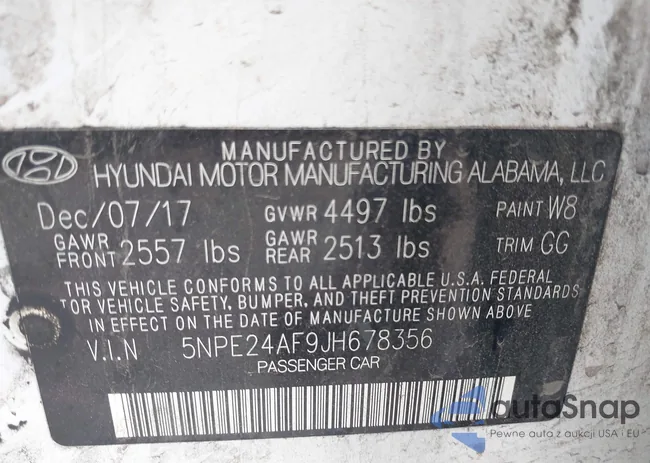 MANUFACTURED BY
HYUNDAI MOTOR MANUFACTURING ALABAMA, LLC
Dec/07/17 GVWR 4497 lbs PAINT W8
GAWR FRONT 2557 lbs GAWR REAR 2513 lbs TRIM GG
THIS VEHICLE CONFORMS TO ALL APPLICABLE U.S.A. FEDERAL
TOR VEHICLE SAFETY, BUMPER, AND THEFT PREVENTION STANDARDS
IN EFFECT ON THE DATE OF MANUFACTURE SHOWN ABOVE
V.I.N 5NPE24AF9JH678356
PASSENGER CAR
autoSnap
Pewne auta z aukcji USA i EU